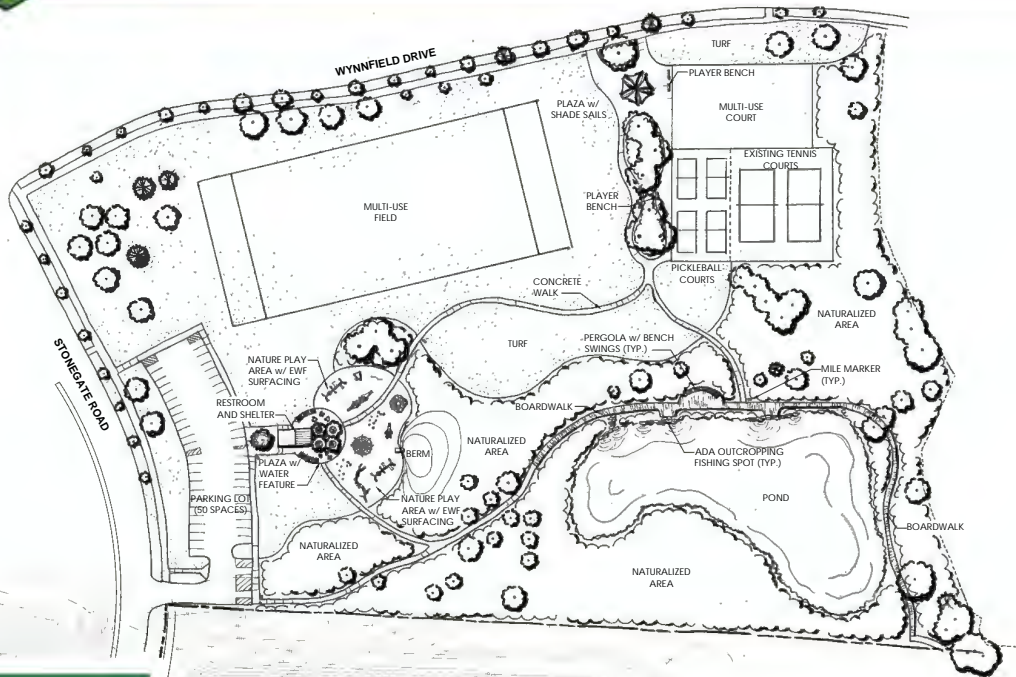 WYNNFIELD DRIVE
TURF
PLAYER BENCH
PLAZA w/
SHADE SAILS
MULTI-USE
COURT
EXISTING TENNIS
COURTS
MULTI-USE
FIELD
PLAYER
BENCH
PICKLEBALL
COURTS
CONCRETE
WALK
NATURALIZED
AREA
STONEGATE ROAD
TURF
PERGOLA w/ BENCH
SWINGS (TYP.)
NATURE PLAY
AREA w/ EWF
SURFACING
MILE MARKER
(TYP.)
RESTROOM
AND SHELTER
BOARDWALK
NATURALIZED
AREA
BERM
ADA OUTCROPPING
FISHING SPOT (TYP.)
PLAZA w/
WATER
FEATURE
PARKING LOT
(50 SPACES)
NATURE PLAY
AREA w/ EWF
SURFACING
POND
BOARDWALK
NATURALIZED
AREA
NATURALIZED
AREA